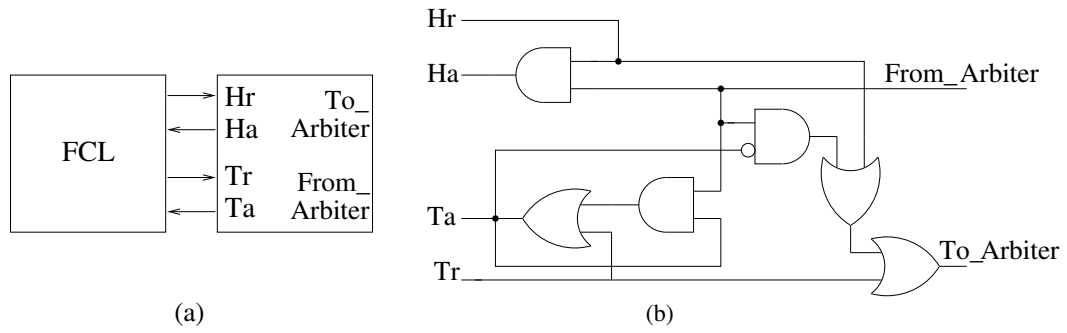 FCL
Hr
Ha
Tr
Ta
To_
Arbiter
From_
Arbiter
(a)
Hr
Ha
From_Arbiter
Ta
Tr
To_Arbiter
(b)